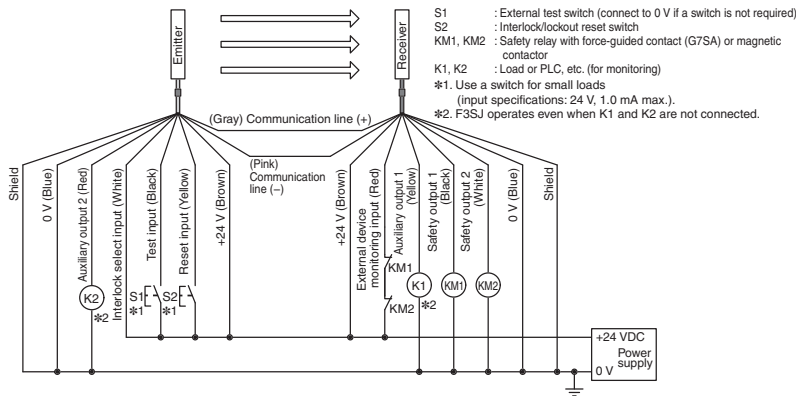 Emitter
Receiver
S1 : External test switch (connect to 0 V if a switch is not required)
S2 : Interlock/lockout reset switch
KM1, KM2 : Safety relay with force-guided contact (G7SA) or magnetic
contactor
K1, K2 : Load or PLC, etc. (for monitoring)
✻1. Use a switch for small loads
(input specifications: 24 V, 1.0 mA max.).
✻2. F3SJ operates even when K1 and K2 are not connected.
(Gray) Communication line (+)
(Pink)
Communication
line (−)
Shield
0 V (Blue)
Auxiliary output 2 (Red)
Interlock select input (White)
Test input (Black)
Reset input (Yellow)
+24 V (Brown)
+24 V (Brown)
External device
monitoring input (Red)
Auxiliary output 1
(Yellow)
Safety output 1
(Black)
Safety output 2
(White)
0 V (Blue)
Shield
K2
✻2
S1
✻1
S2
✻1
KM1
KM2
K1
✻2
KM1
KM2
+24 VDC
Power
supply
0 V